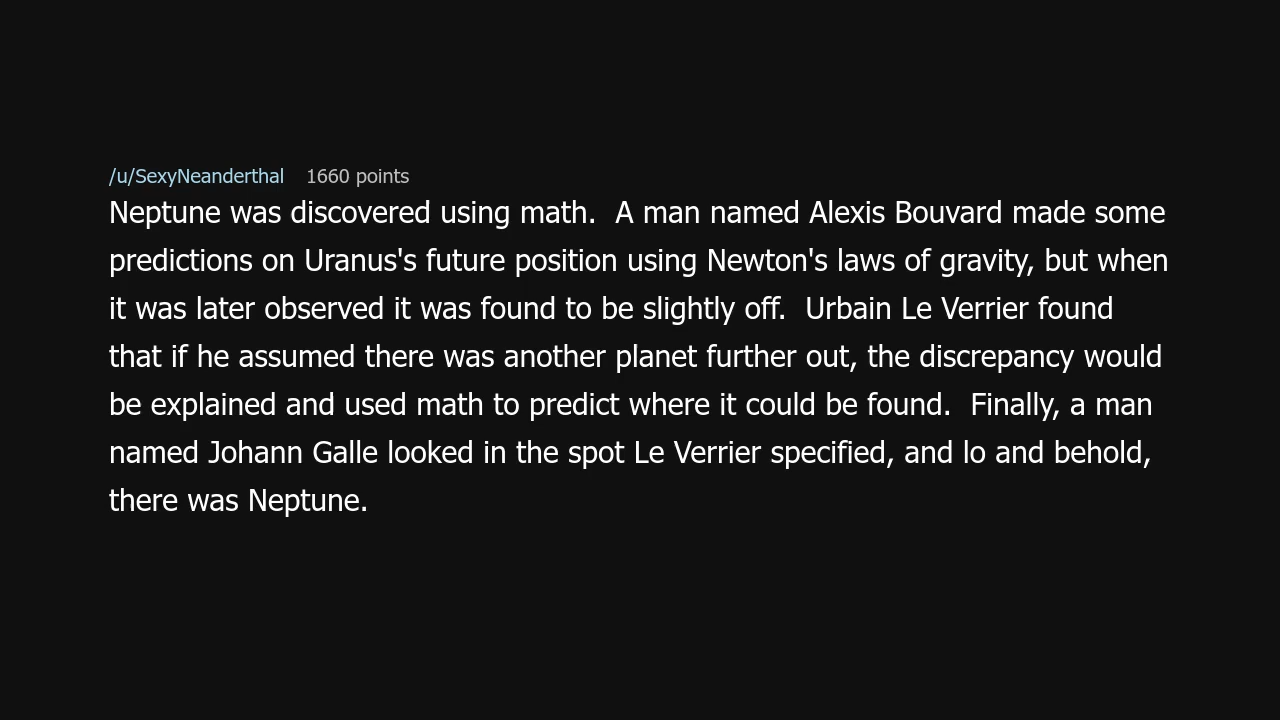 /u/SexyNeanderthal 1660 points
Neptune was discovered using math.  A man named Alexis Bouvard made some
predictions on Uranus's future position using Newton's laws of gravity, but when
it was later observed it was found to be slightly off.  Urbain Le Verrier found
that if he assumed there was another planet further out, the discrepancy would
be explained and used math to predict where it could be found.  Finally, a man
named Johann Galle looked in the spot Le Verrier specified, and lo and behold,
there was Neptune.